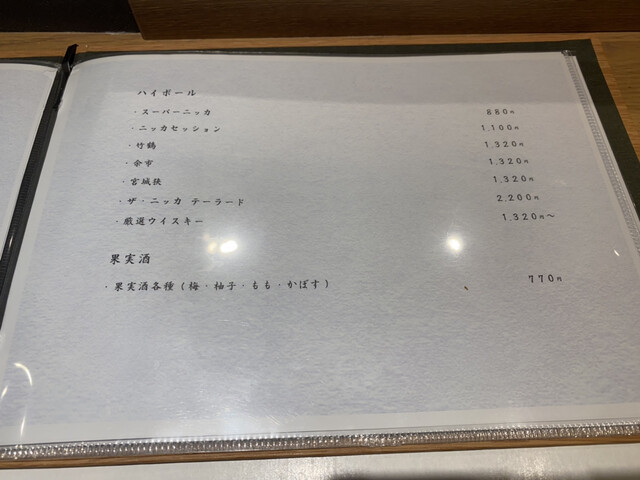 ハイボール
・スーパーニッカ 880円
・ニッカセッション 1,100円
・竹鶴 1,320円
・余市 1,320円
・宮城狭 1,320円
・ザ・ニッカ テーラード 2,200円
・厳選ウイスキー 1,320円～
果実酒
・果実酒各種（梅・柚子・もも・かぼす） 770円